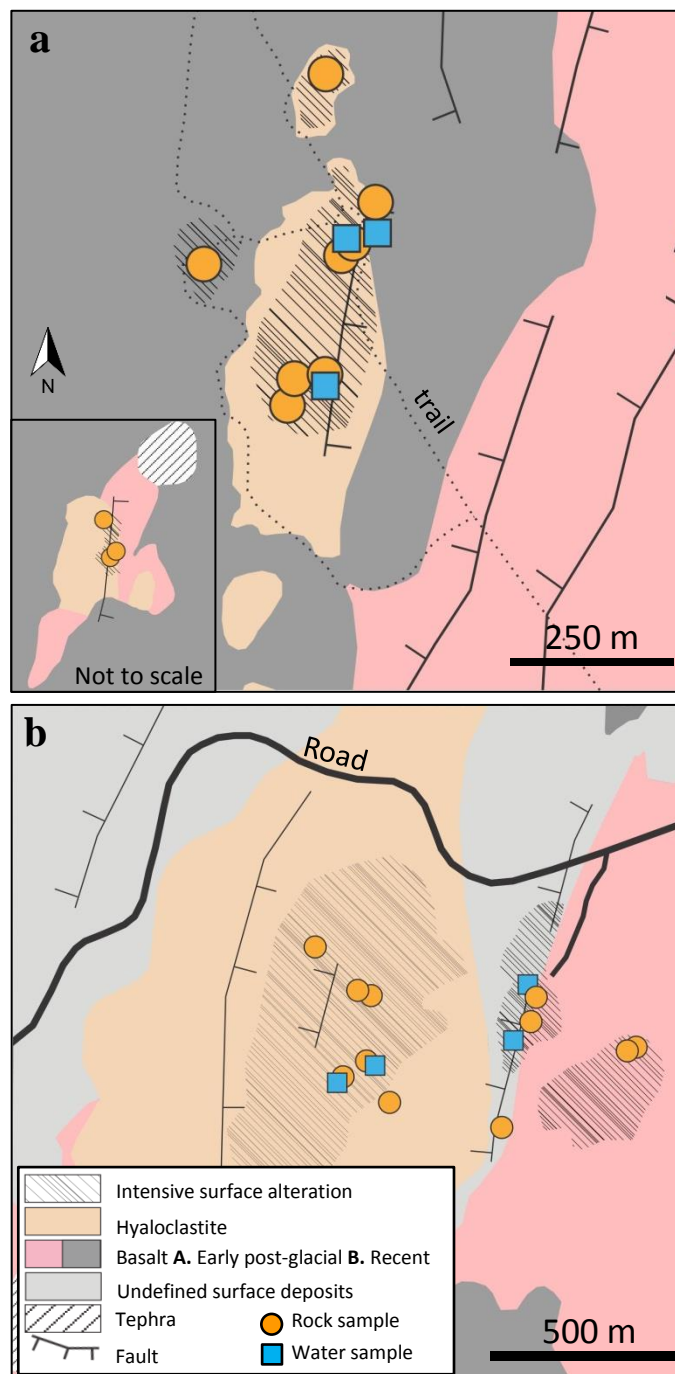 a
N
trail
Not to scale
250 m
b
Road
Intensive surface alteration
Hyaloclastite
Basalt A. Early post-glacial B. Recent
Undefined surface deposits
Tephra
Rock sample
Fault
Water sample
500 m